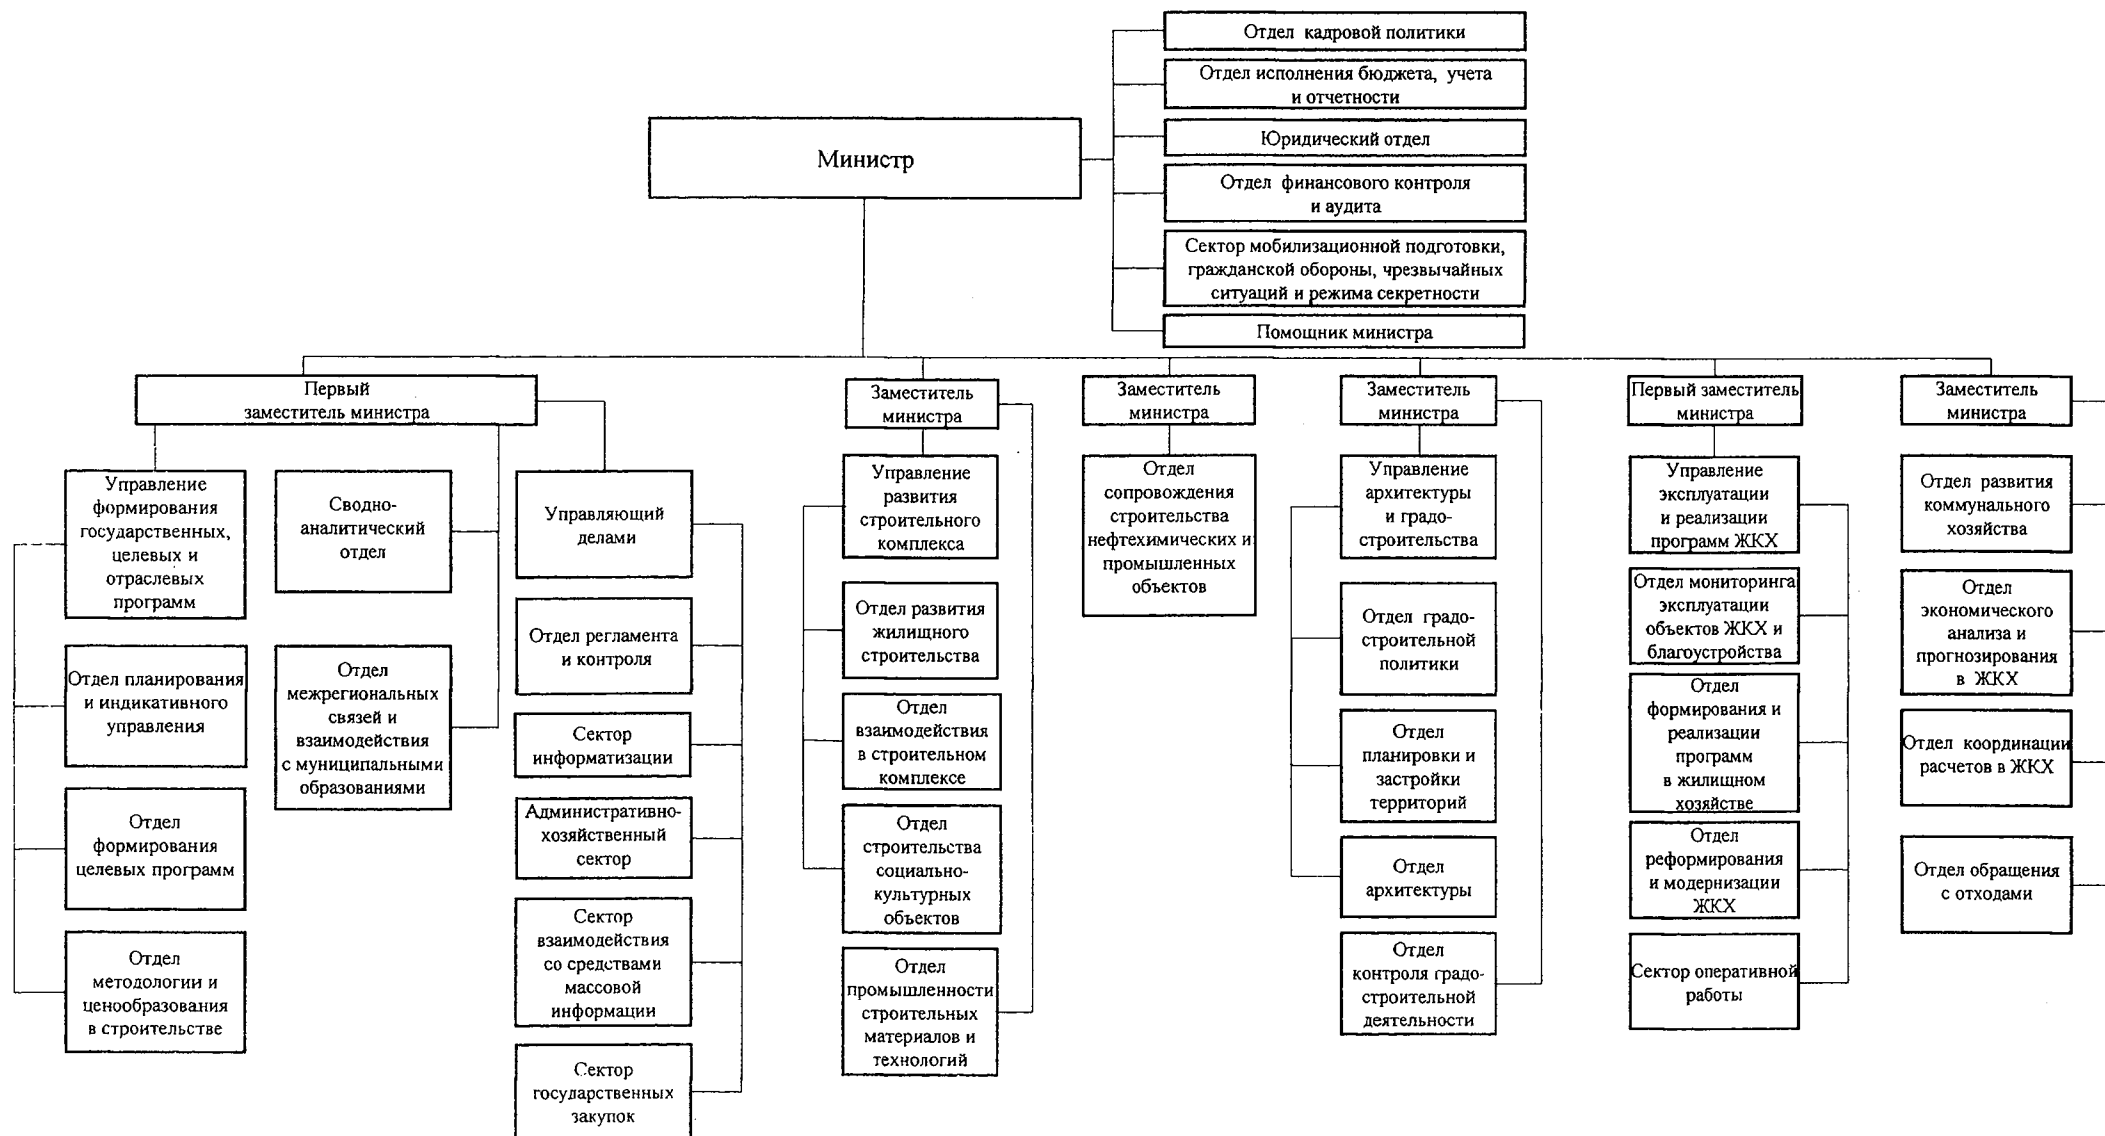 Отдел кадровой политики
Отдел исполнения бюджета, учета
и отчетности
Юридический отдел
Отдел финансового контроля
и аудита
Сектор мобилизационной подготовки,
гражданской обороны, чрезвычайных
ситуаций и режима секретности
Помощник министра
Министр
Первый
заместитель министра
Управление
формирования
государственных,
целевых и
отраслевых
программ
Отдел планирования
и индикативного
управления
Отдел
формирования
целевых программ
Отдел
методологии и
ценообразования
в строительстве
Сводно-
аналитический
отдел
Отдел
межрегиональных
связей и
взаимодействия
с муниципальными
образованиями
Управляющий
делами
Отдел регламента
и контроля
Сектор
информатизации
Административно-
хозяйственный
сектор
Сектор
взаимодействия
со средствами
массовой
информации
Сектор
государственных
закупок
Заместитель
министра
Управление
развития
строительного
комплекса
Отдел развития
жилищного
строительства
Отдел
взаимодействия
в строительном
комплексе
Отдел
строительства
социально-
культурных
объектов
Отдел
промышленности
строительных
материалов и
технологий
Заместитель
министра
Отдел
сопровождения
строительства
нефтехимических и
промышленных
объектов
Заместитель
министра
Управление
архитектуры
и градо-
строительства
Отдел градо-
строительной
политики
Отдел
планировки и
застройки
территорий
Отдел
архитектуры
Отдел
контроля градо-
строительной
деятельности
Первый заместитель
министра
Управление
эксплуатации
и реализации
программ ЖКХ
Отдел мониторинга
эксплуатации
объектов ЖКХ и
благоустройства
Отдел
формирования и
реализации
программ
в жилищном
хозяйстве
Отдел
реформирования
и модернизации
ЖКХ
Сектор оперативной
работы
Заместитель
министра
Отдел развития
коммунального
хозяйства
Отдел
экономического
анализа и
прогнозирования
в ЖКХ
Отдел координации
расчетов в ЖКХ
Отдел обращения
с отходами